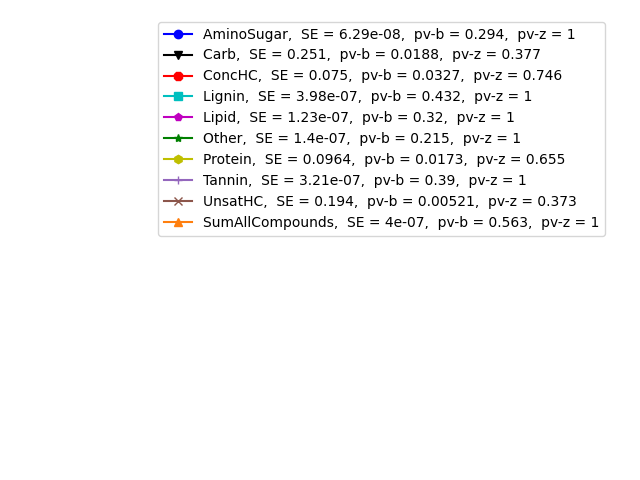 AminoSugar,  SE = 6.29e-08,  pv-b = 0.294,  pv-z = 1
Carb,  SE = 0.251,  pv-b = 0.0188,  pv-z = 0.377
ConcHC,  SE = 0.075,  pv-b = 0.0327,  pv-z = 0.746
Lignin,  SE = 3.98e-07,  pv-b = 0.432,  pv-z = 1
Lipid,  SE = 1.23e-07,  pv-b = 0.32,  pv-z = 1
Other,  SE = 1.4e-07,  pv-b = 0.215,  pv-z = 1
Protein,  SE = 0.0964,  pv-b = 0.0173,  pv-z = 0.655
Tannin,  SE = 3.21e-07,  pv-b = 0.39,  pv-z = 1
UnsatHC,  SE = 0.194,  pv-b = 0.00521,  pv-z = 0.373
SumAllCompounds,  SE = 4e-07,  pv-b = 0.563,  pv-z = 1